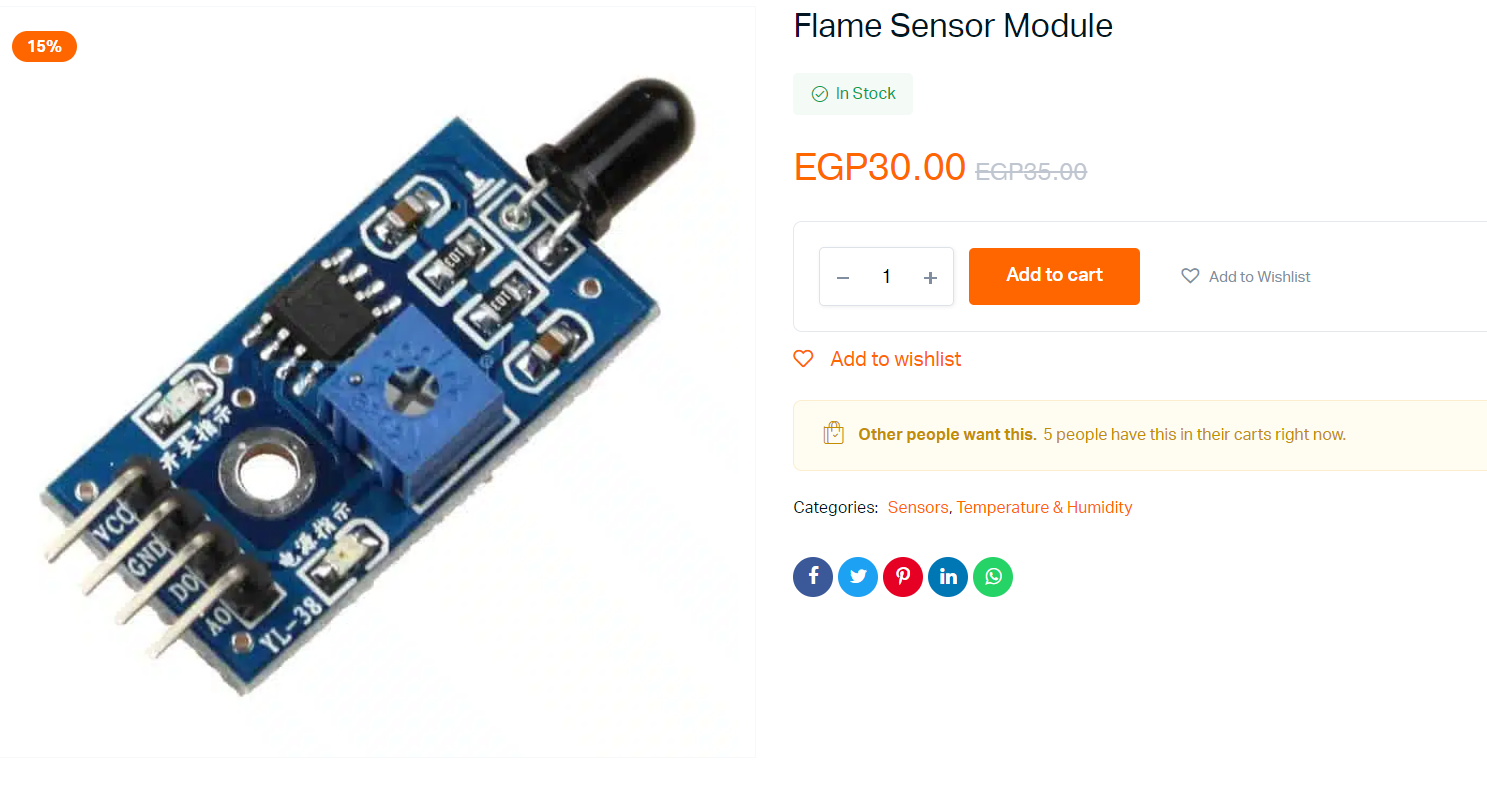 15%
VCC
GND
DO
AO
YL-38
开关指示
电源指示
103
103
®
Flame Sensor Module
In Stock
EGP30.00 EGP35.00
1
Add to cart
Add to Wishlist
Add to wishlist
Other people want this. 5 people have this in their carts right now.
Categories: Sensors, Temperature & Humidity